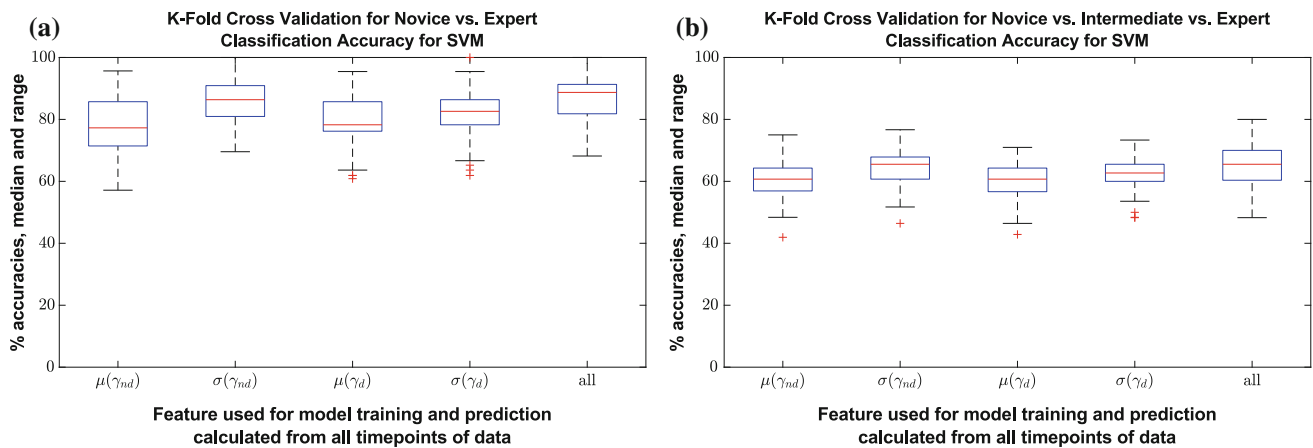 (a)
K-Fold Cross Validation for Novice vs. Expert
Classification Accuracy for SVM
% accuracies, median and range
100
80
60
40
20
0
μ(γnd)
σ(γnd)
μ(γd)
σ(γd)
all
Feature used for model training and prediction
calculated from all timepoints of data
(b)
K-Fold Cross Validation for Novice vs. Intermediate vs. Expert
Classification Accuracy for SVM
% accuracies, median and range
100
80
60
40
20
0
μ(γnd)
σ(γnd)
μ(γd)
σ(γd)
all
Feature used for model training and prediction
calculated from all timepoints of data